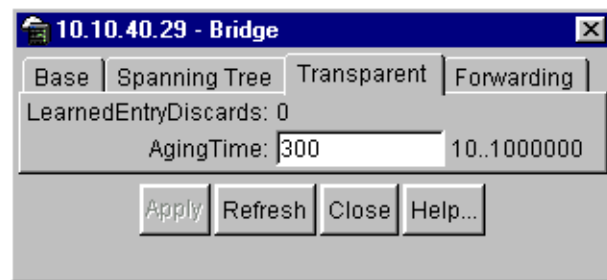 10.10.40.29 - Bridge
Base Spanning Tree Transparent Forwarding
LearnedEntryDiscards: 0
AgingTime: 300 10..1000000
Apply Refresh Close Help...